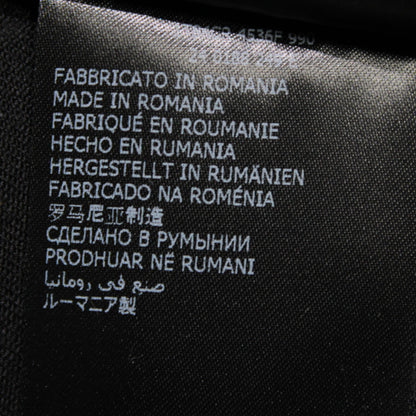 4536F 990
FABBRICATO IN ROMANIA
MADE IN ROMANIA
FABRIQUÉ EN ROUMANIE
HECHO EN RUMANIA
HERGESTELLT IN RUMÄNIEN
FABRICADO NA ROMÉNIA
罗马尼亚制造
СДЕЛАНО В РУМЫНИИ
PRODHUAR NË RUMANI
صنع في رومانيا
ルーマニア製